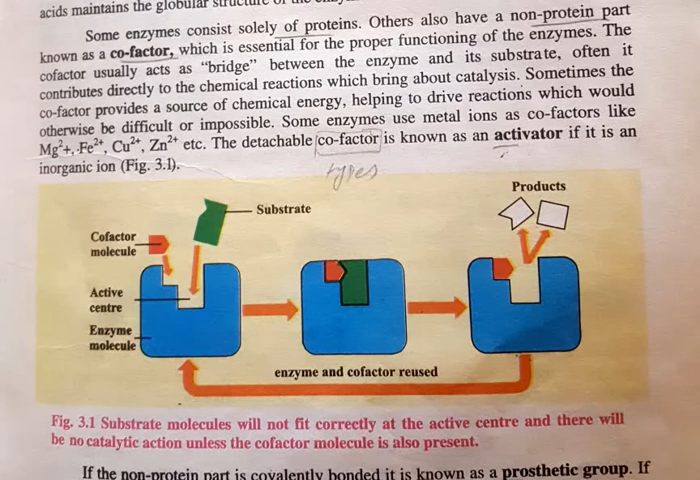 acids maintains the globular structure of the
Some enzymes consist solely of proteins. Others also have a non-protein part
known as a co-factor, which is essential for the proper functioning of the enzymes. The
cofactor usually acts as "bridge" between the enzyme and its substrate, often it
contributes directly to the chemical reactions which bring about catalysis. Sometimes the
co-factor provides a source of chemical energy, helping to drive reactions which would
otherwise be difficult or impossible. Some enzymes use metal ions as co-factors like
Mg²+, Fe²⁺, Cu²⁺, Zn²⁺ etc. The detachable co-factor is known as an activator if it is an
inorganic ion (Fig. 3.1).
types
Products
Substrate
Cofactor
molecule
Active
centre
Enzyme
molecule
enzyme and cofactor reused
Fig. 3.1 Substrate molecules will not fit correctly at the active centre and there will
be no catalytic action unless the cofactor molecule is also present.
If the non-protein part is covalently bonded it is known as a prosthetic group. If